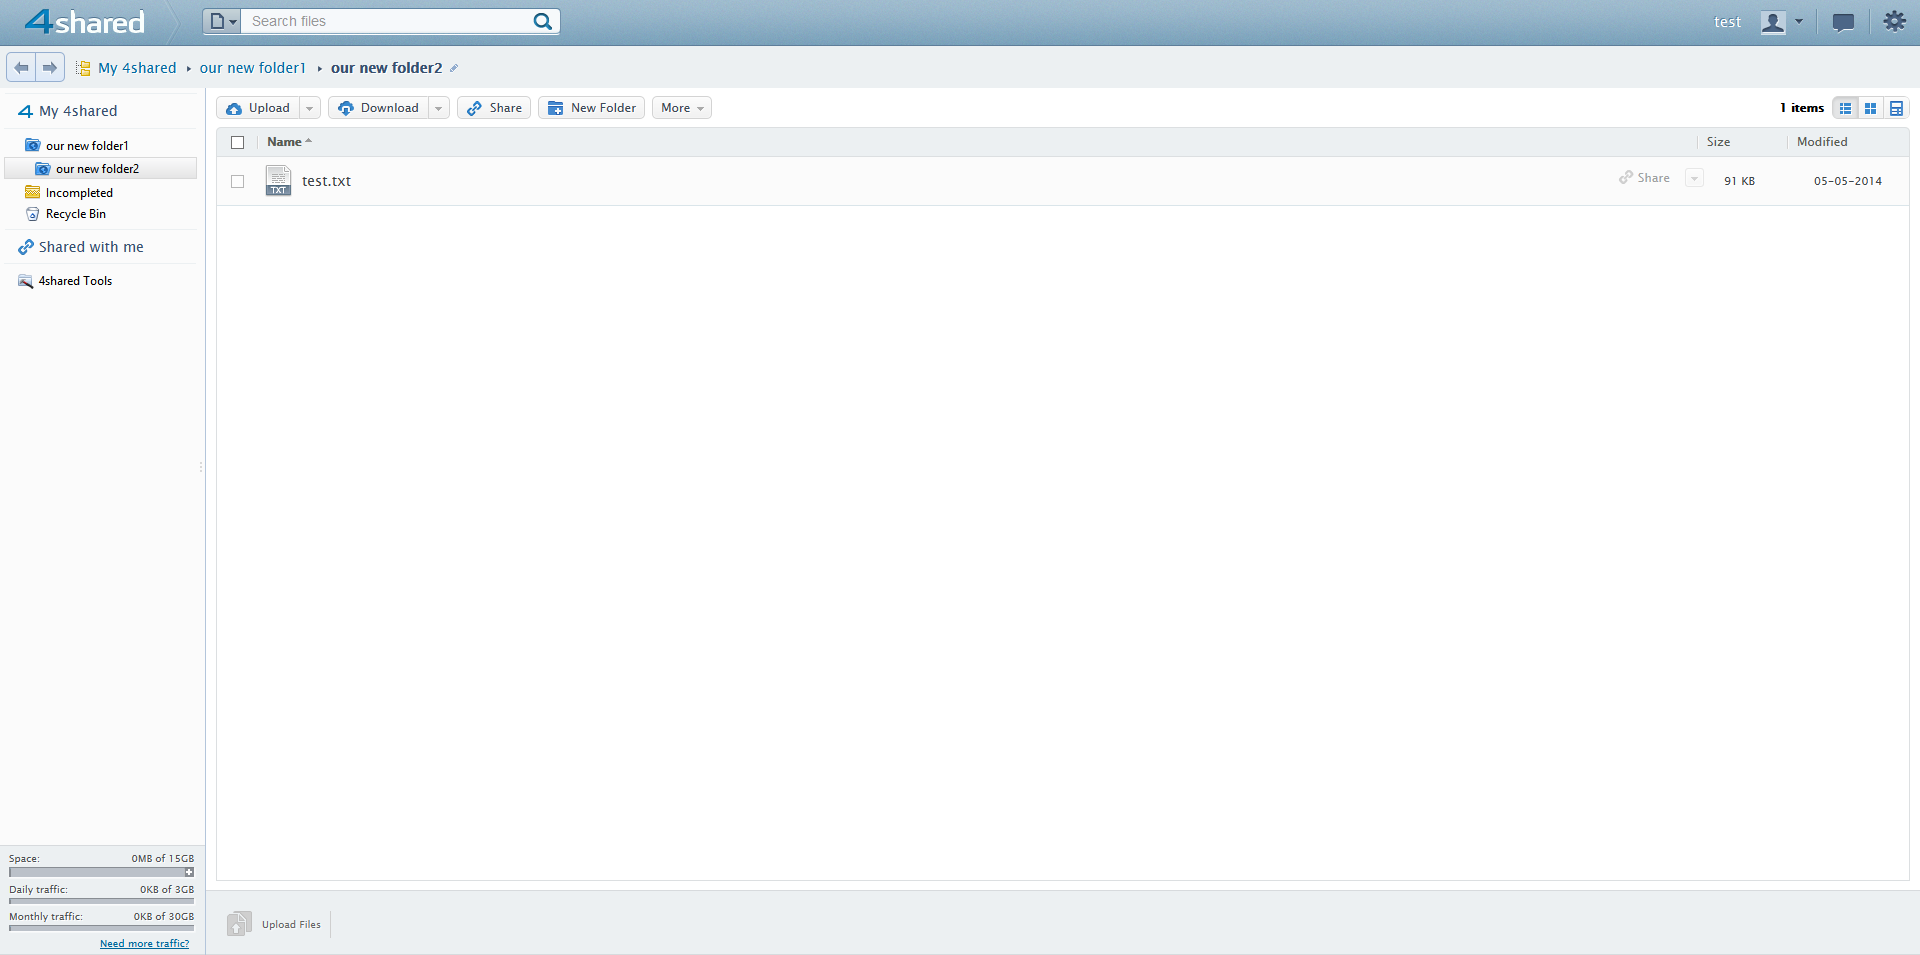 4shared
Search files
test
My 4shared ▸ our new folder1 ▸ our new folder2
My 4shared
our new folder1
our new folder2
Incompleted
Recycle Bin
Shared with me
4shared Tools
Upload Download Share New Folder More
1 items
Name Size Modified
TXT test.txt Share 91 KB 05-05-2014
Space: 0MB of 15GB
Daily traffic: 0KB of 3GB
Monthly traffic: 0KB of 30GB
Need more traffic?
Upload Files